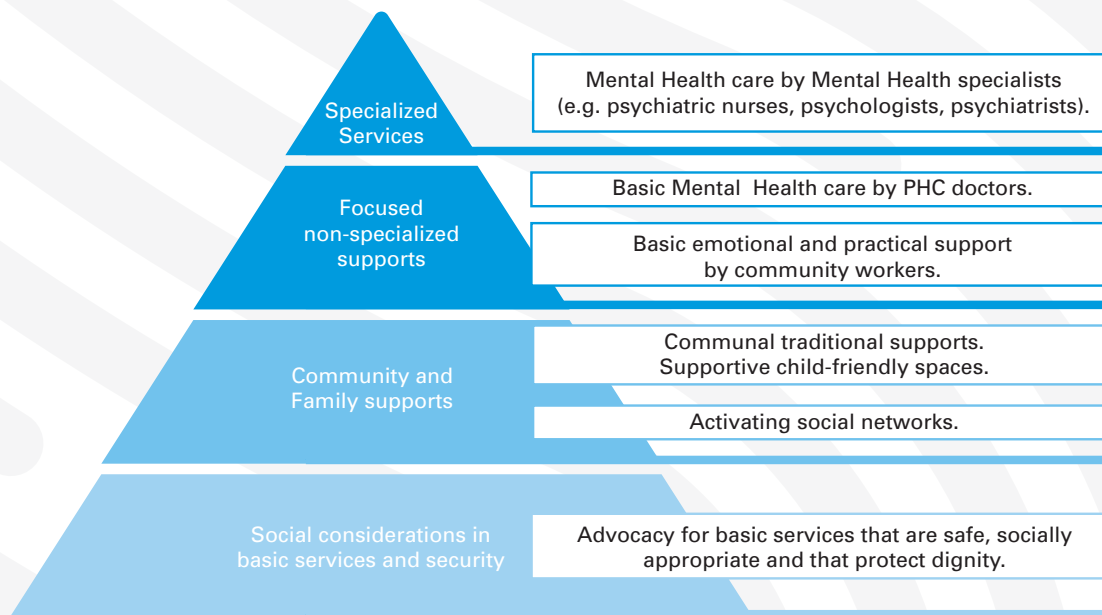 Specialized
Services
Mental Health care by Mental Health specialists
(e.g. psychiatric nurses, psychologists, psychiatrists).
Focused
non-specialized
supports
Basic Mental Health care by PHC doctors.
Basic emotional and practical support
by community workers.
Community and
Family supports
Communal traditional supports.
Supportive child-friendly spaces.
Activating social networks.
Social considerations in
basic services and security
Advocacy for basic services that are safe, socially
appropriate and that protect dignity.